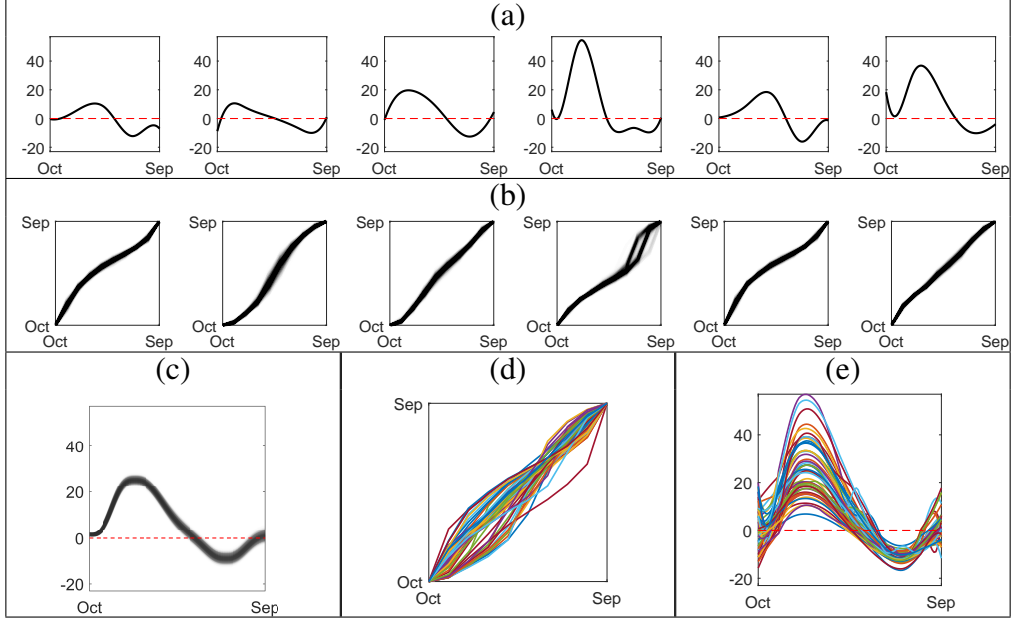 (a)
40 40 40 40 40 40
20 20 20 20 20 20
0 0 0 0 0 0
-20 -20 -20 -20 -20 -20
Oct Sep Oct Sep Oct Sep Oct Sep Oct Sep Oct Sep
(b)
Sep Sep Sep Sep Sep Sep
Oct Oct Oct Oct Oct Oct
Oct Sep Oct Sep Oct Sep Oct Sep Oct Sep Oct Sep
(c)
40
20
0
-20
Oct Sep
(d)
Sep
Oct
Oct Sep
(e)
40
20
0
-20
Oct Sep